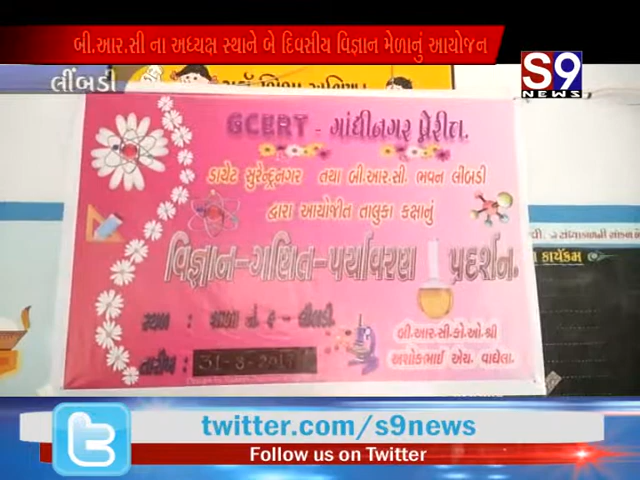 બી.આર.સી ના અધ્યક્ષ સ્થાને બે દિવસીય વિજ્ઞાન મેળાનું આયોજન
લીંબડી
S9
NEWS
GCERT - ગાંધીનગર પ્રેરીત.
ડાયેટ સુરેન્દ્રનગર તથા બી.આર.સી. ભવન લીંબડી
દ્વારા આયોજીત તાલુકા કક્ષાનું
વિજ્ઞાન-ગણિત-પર્યાવરણ પ્રદર્શન.
સ્થળ : શાળા નં. - લીંબડી.
તારીખ :
બી.આર.સી.કો.ઓ.શ્રી
અશોકભાઈ એચ. વાઘેલા.
કાર્યક્રમ
twitter.com/s9news
Follow us on Twitter